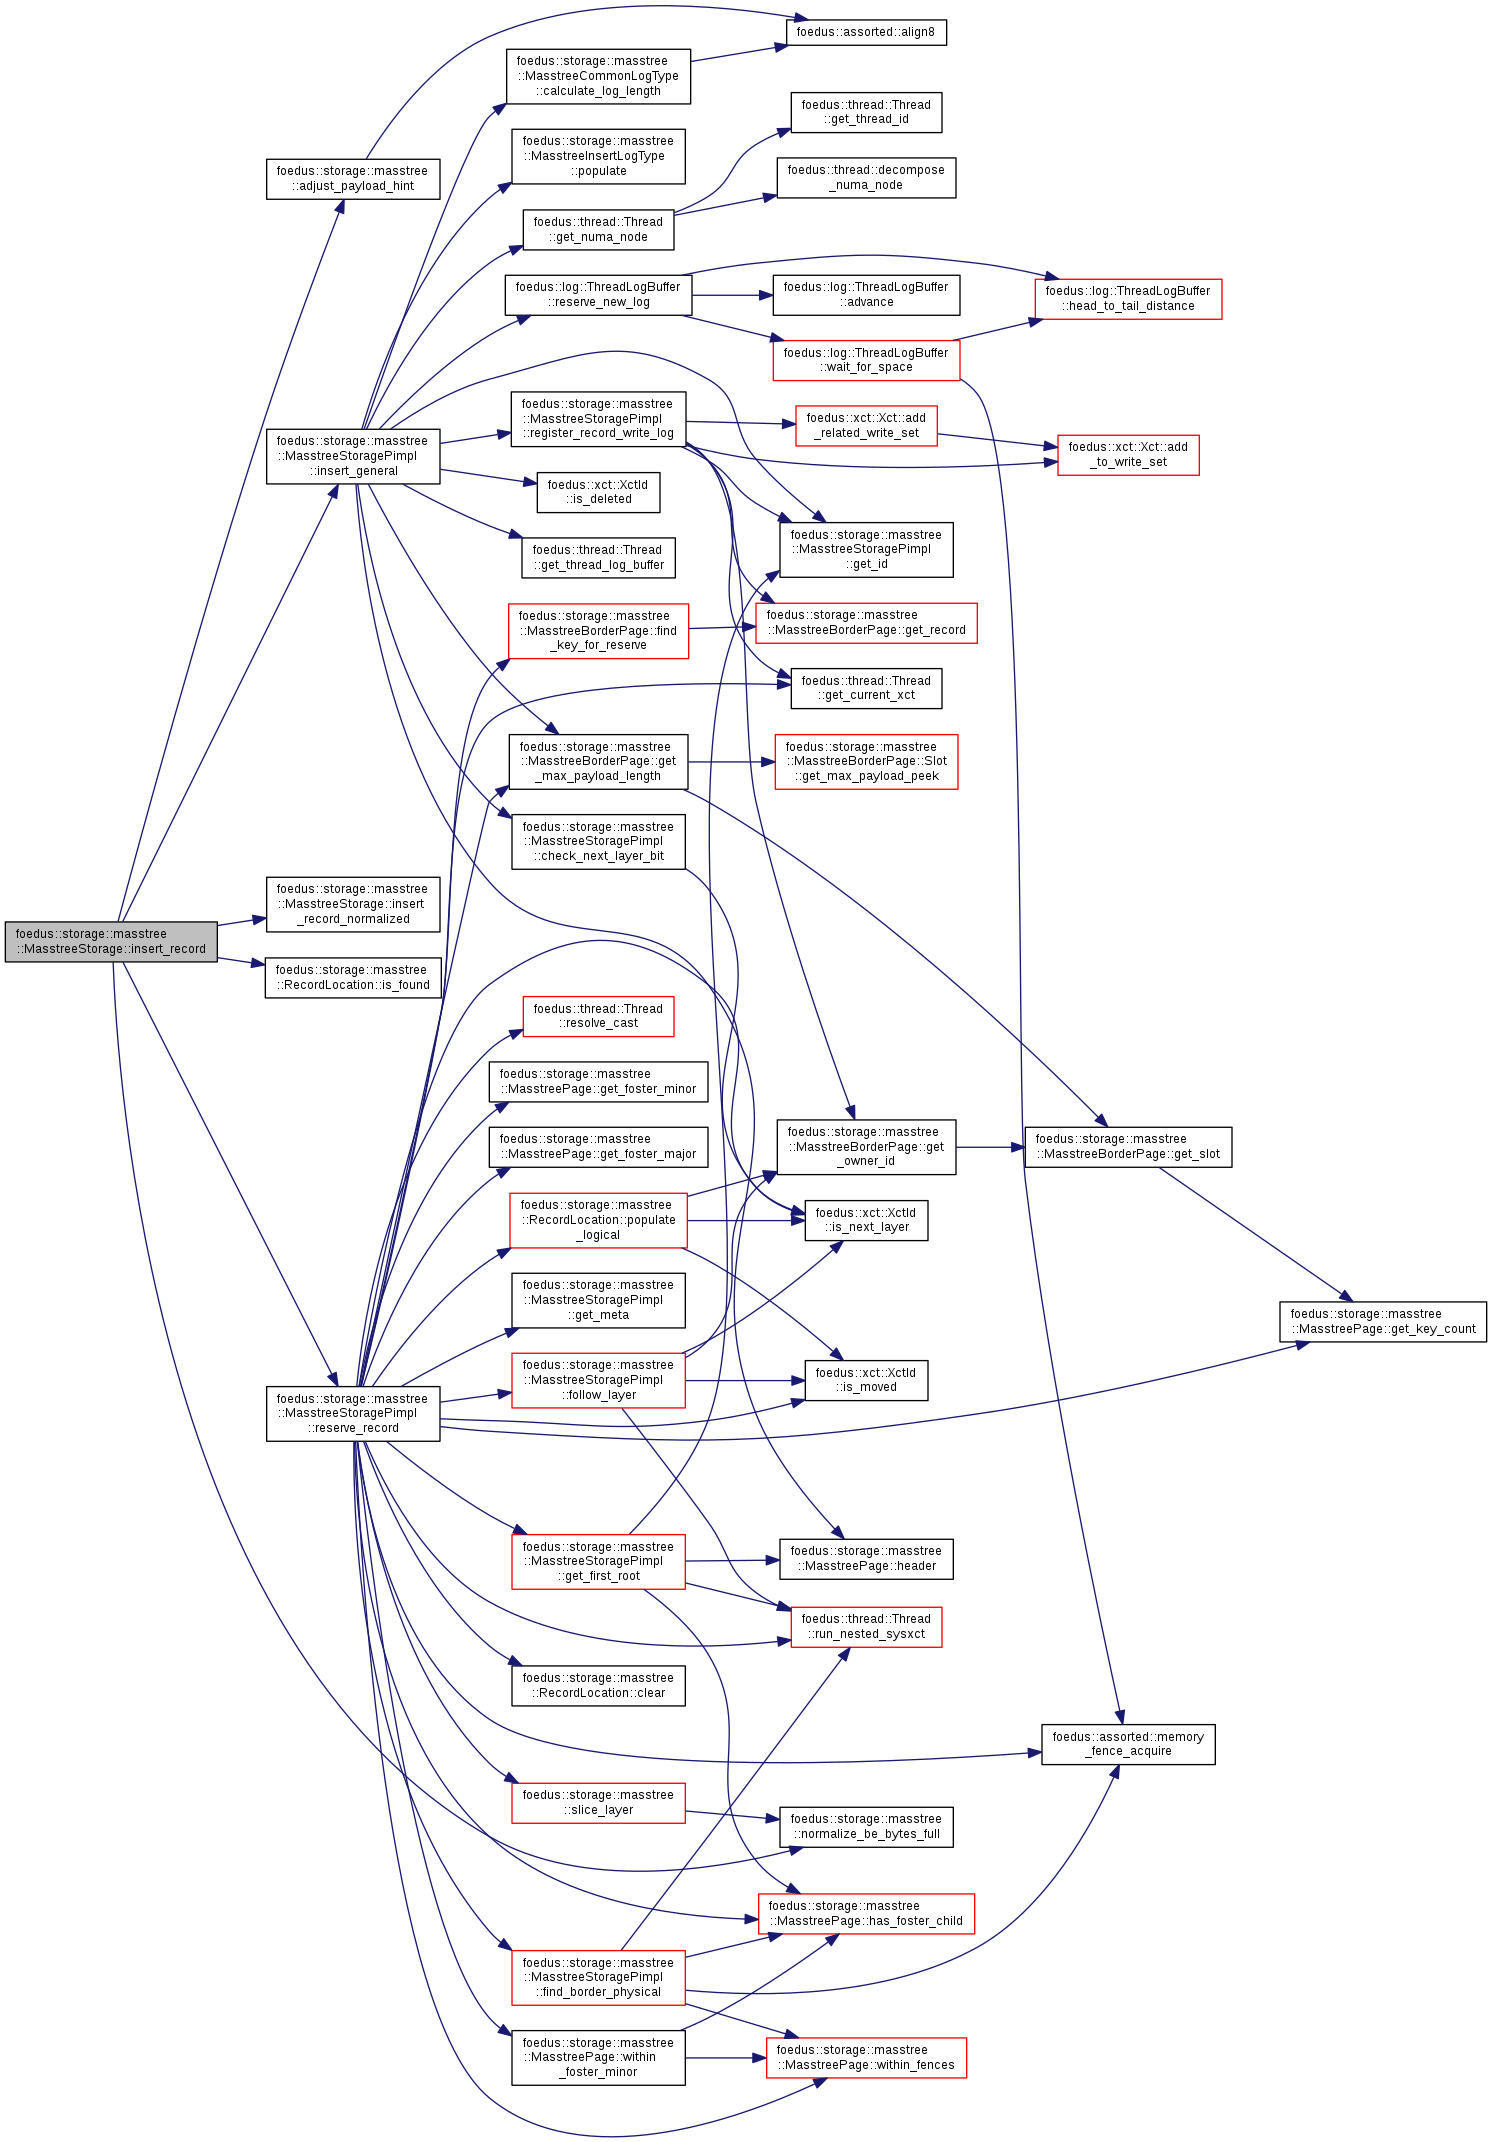 foedus::storage::masstree
::MasstreeStorage::insert_record
foedus::storage::masstree
::adjust_payload_hint
foedus::storage::masstree
::MasstreeStoragePimpl
::insert_general
foedus::storage::masstree
::MasstreeStorage::insert
_record_normalized
foedus::storage::masstree
::RecordLocation::is_found
foedus::storage::masstree
::MasstreeStoragePimpl
::reserve_record
foedus::storage::masstree
::MasstreeCommonLogType
::calculate_log_length
foedus::storage::masstree
::MasstreeInsertLogType
::populate
foedus::thread::Thread
::get_numa_node
foedus::log::ThreadLogBuffer
::reserve_new_log
foedus::storage::masstree
::MasstreeStoragePimpl
::register_record_write_log
foedus::xct::XctId
::is_deleted
foedus::thread::Thread
::get_thread_log_buffer
foedus::storage::masstree
::MasstreeBorderPage::find
_key_for_reserve
foedus::storage::masstree
::MasstreeBorderPage::get
_max_payload_length
foedus::storage::masstree
::MasstreeStoragePimpl
::check_next_layer_bit
foedus::thread::Thread
::resolve_cast
foedus::storage::masstree
::MasstreePage::get_foster_minor
foedus::storage::masstree
::MasstreePage::get_foster_major
foedus::storage::masstree
::RecordLocation::populate
_logical
foedus::storage::masstree
::MasstreeStoragePimpl
::get_meta
foedus::storage::masstree
::MasstreeStoragePimpl
::follow_layer
foedus::storage::masstree
::MasstreeStoragePimpl
::get_first_root
foedus::storage::masstree
::RecordLocation::clear
foedus::storage::masstree
::slice_layer
foedus::storage::masstree
::MasstreeStoragePimpl
::find_border_physical
foedus::storage::masstree
::MasstreePage::within
_foster_minor
foedus::assorted::align8
foedus::thread::Thread
::get_thread_id
foedus::thread::decompose
_numa_node
foedus::log::ThreadLogBuffer
::advance
foedus::log::ThreadLogBuffer
::wait_for_space
foedus::xct::Xct::add
_related_write_set
foedus::storage::masstree
::MasstreeStoragePimpl
::get_id
foedus::storage::masstree
::MasstreeBorderPage::get_record
foedus::thread::Thread
::get_current_xct
foedus::storage::masstree
::MasstreeBorderPage::Slot
::get_max_payload_peek
foedus::storage::masstree
::MasstreeBorderPage::get
_owner_id
foedus::xct::XctId
::is_next_layer
foedus::xct::XctId
::is_moved
foedus::storage::masstree
::MasstreePage::header
foedus::thread::Thread
::run_nested_sysxct
foedus::storage::masstree
::normalize_be_bytes_full
foedus::storage::masstree
::MasstreePage::has_foster_child
foedus::storage::masstree
::MasstreePage::within_fences
foedus::log::ThreadLogBuffer
::head_to_tail_distance
foedus::xct::Xct::add
_to_write_set
foedus::storage::masstree
::MasstreeBorderPage::get_slot
foedus::assorted::memory
_fence_acquire
foedus::storage::masstree
::MasstreePage::get_key_count